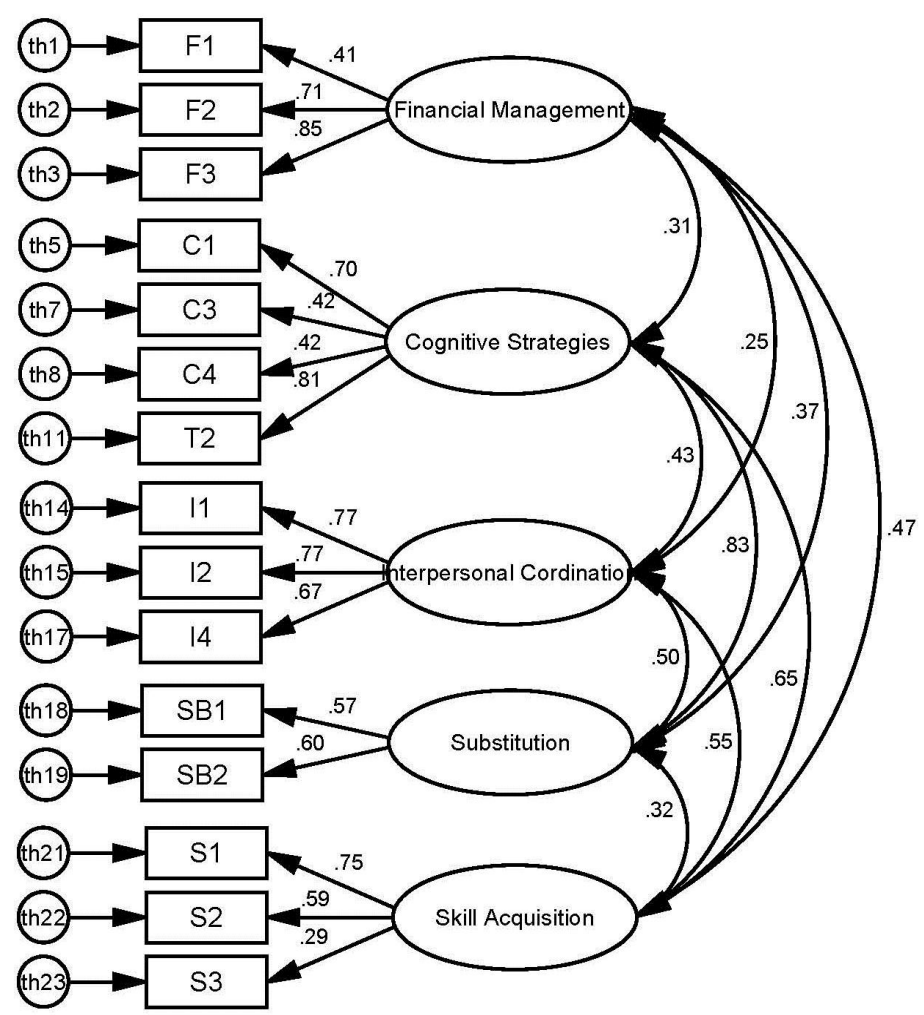 th1 F1 .41
th2 F2 .71 Financial Management
th3 F3 .85
.31
th5 C1 .70
th7 C3 .42 Cognitive Strategies .25
th8 C4 .42
th11 T2 .81 .37
.43
th14 I1 .77 .47
th15 I2 .77 Interpersonal Cordination .83
th17 I4 .67
.50 .65
th18 SB1 .57
th19 SB2 .60 Substitution .55
.32
th21 S1 .75
th22 S2 .59 Skill Acquisition
th23 S3 .29